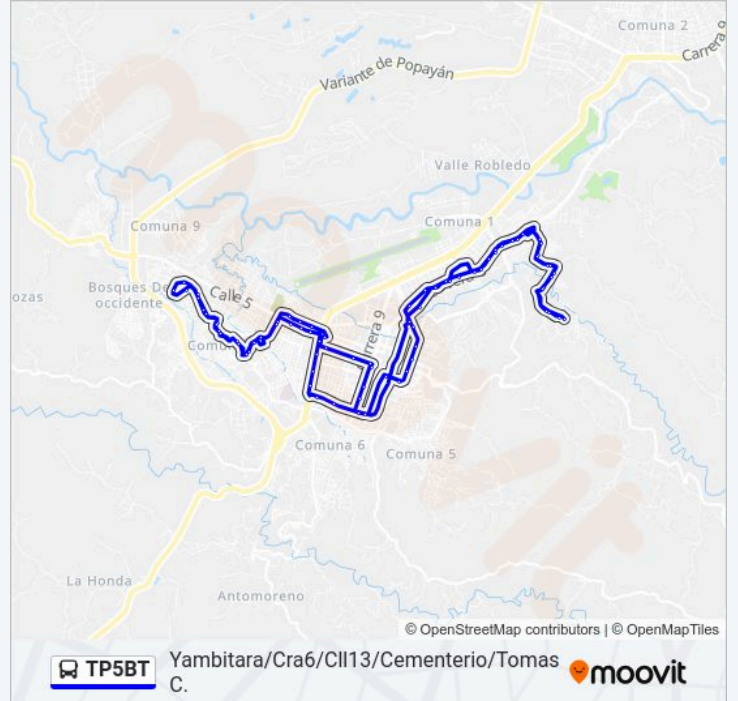 Comuna 2
Carrera 9
Variante de Popayán
Valle Robledo
Comuna 1
Comuna 9
Bosques De
occidente
Calle 5
ozas
Carrera 9
Comuna 6
Comuna 5
La Honda
Antomoreno
© OpenStreetMap contributors | © OpenMapTiles
TP5BT
Yambitara/Cra6/Cll13/Cementerio/Tomas
C.
moovit